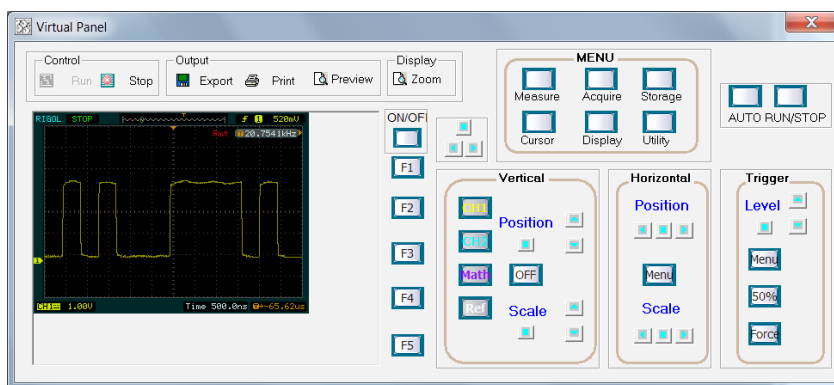 Virtual Panel
Control
Run
Stop
Output
Export
Print
Preview
Display
Zoom
MENU
Measure
Acquire
Storage
Cursor
Display
Utility
AUTO RUN/STOP
RIGOL STOP
T
1 520mV
20.7541kHz
1
CH1 1.00V
Time 500.0ns
-65.62us
ON/OFF
F1
F2
F3
F4
F5
Vertical
CH1
CH2
Math
Ref
Position
OFF
Scale
Horizontal
Position
Menu
Scale
Trigger
Level
Menu
50%
Force